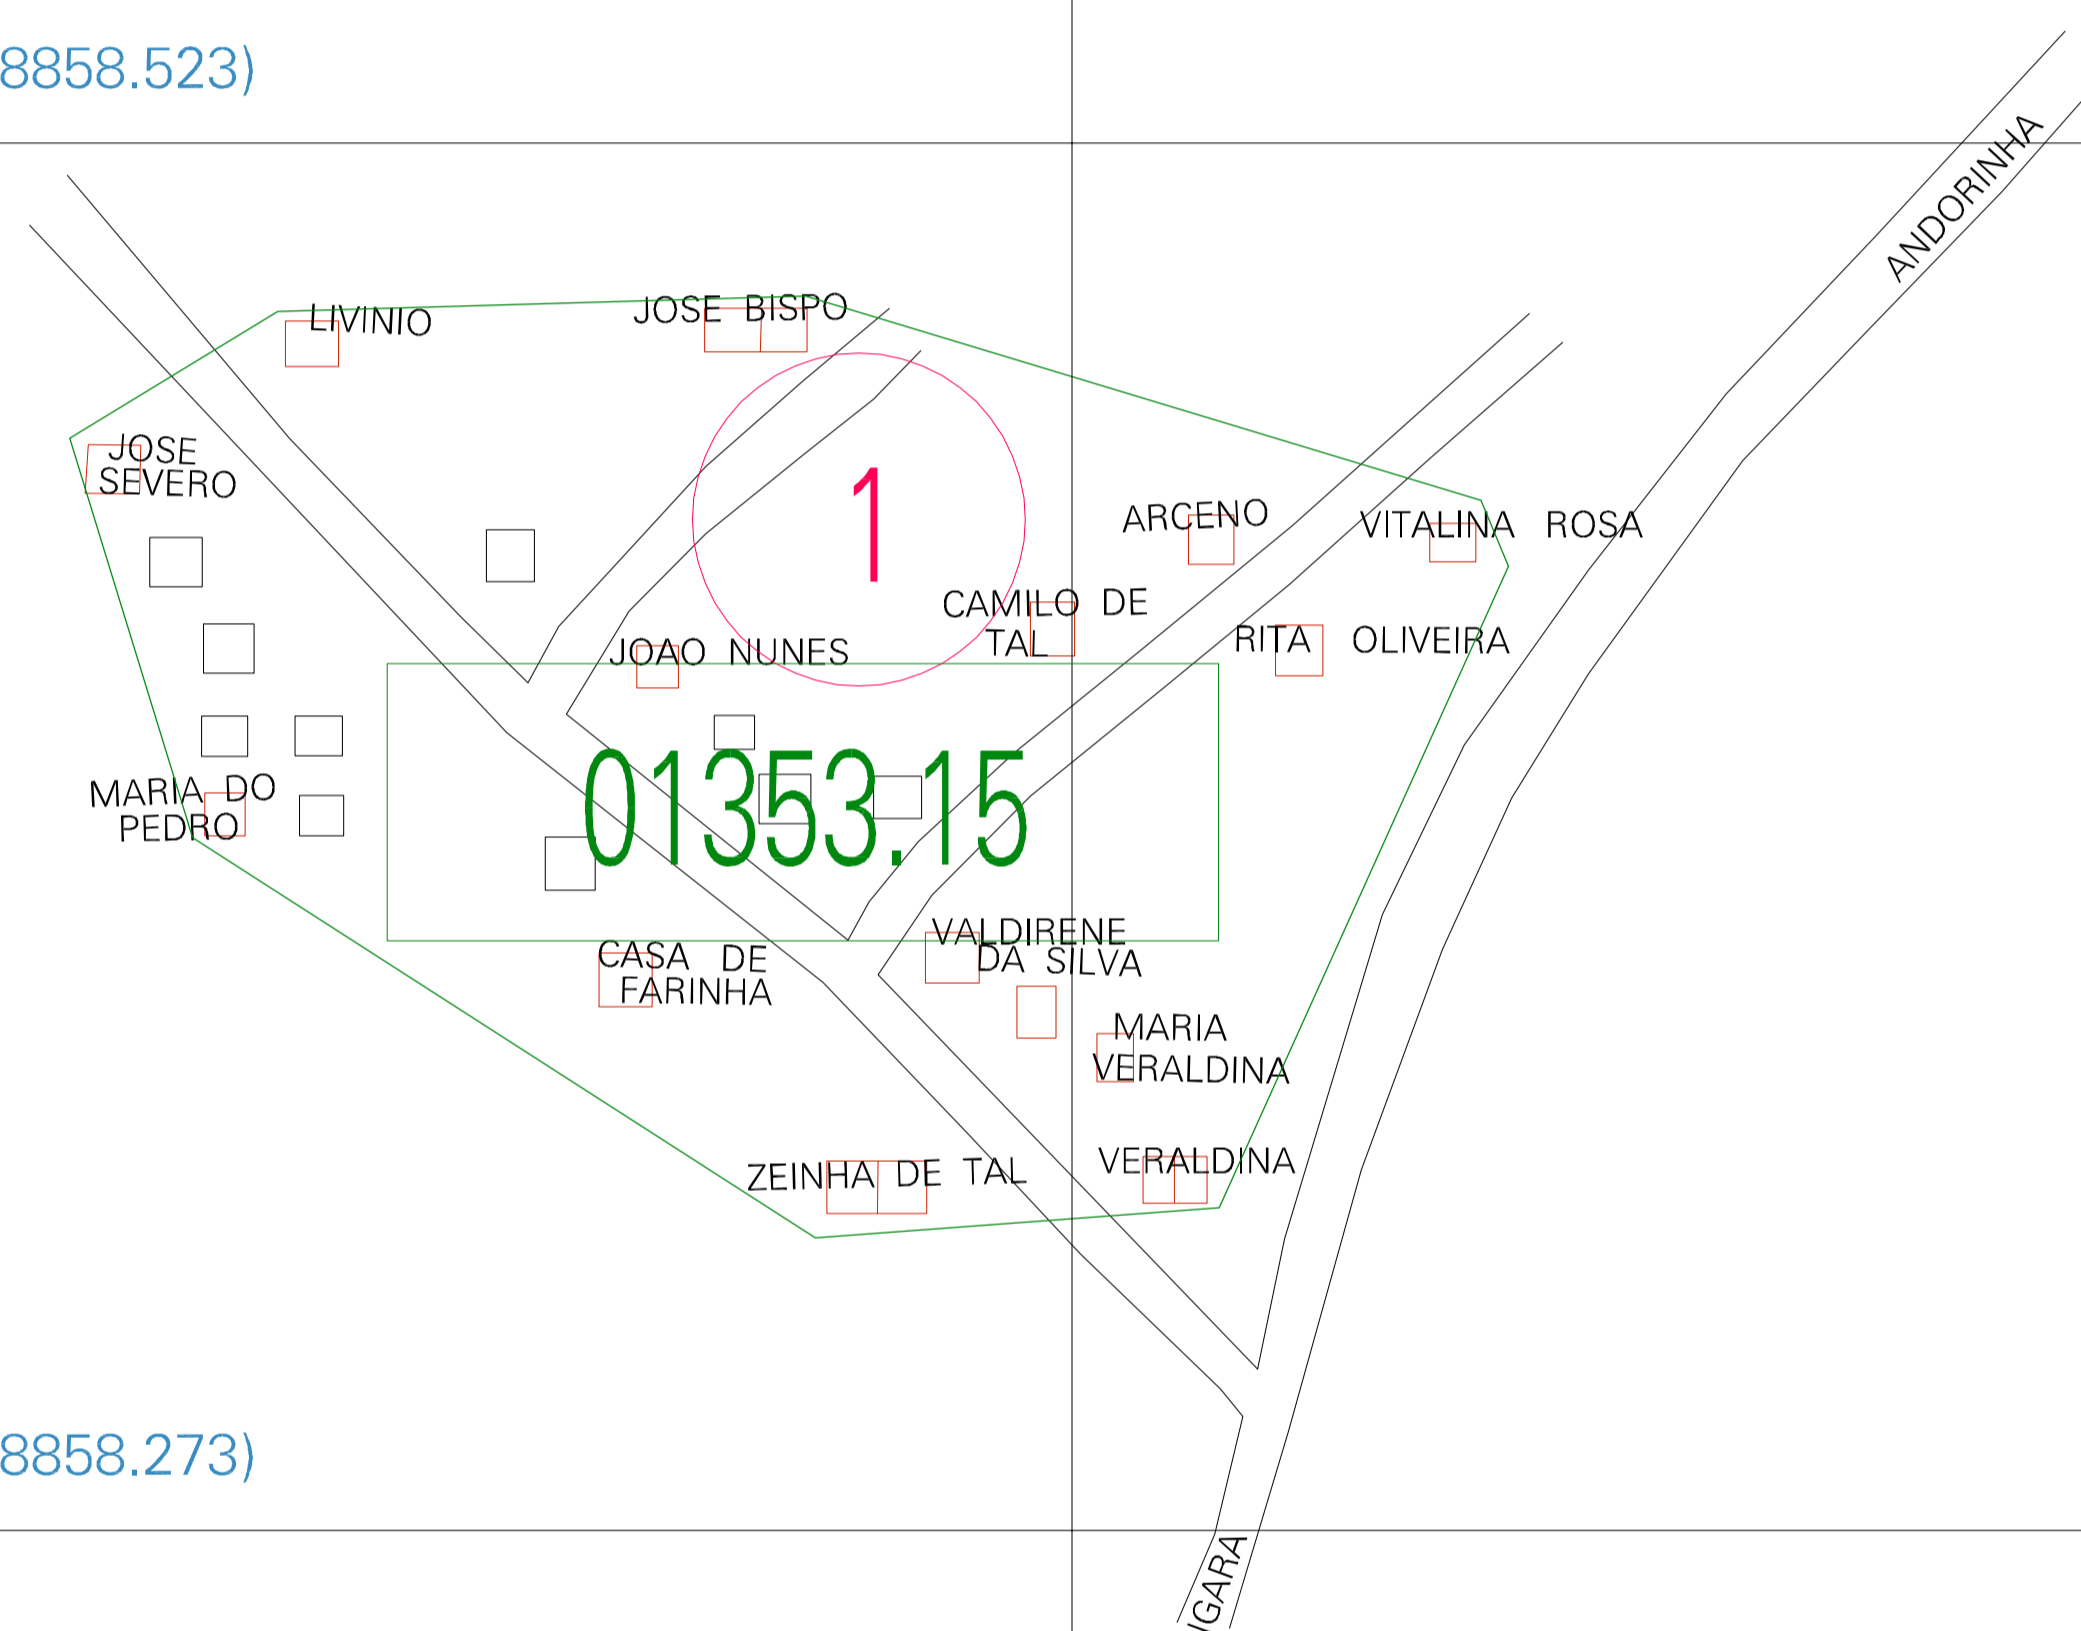 8858.523)
ANDORINHA
LIVINIO
JOSE BISPO
JOSE
SEVERO
1
ARCENO
VITALINA ROSA
CAMILO DE
TAL
RITA OLIVEIRA
JOAO NUNES
MARIA DO
PEDRO
01353.15
VALDIRENE
DA SILVA
CASA DE
FARINHA
MARIA
VERALDINA
ZEINHA DE TAL
VERALDINA
8858.273)
IGARA